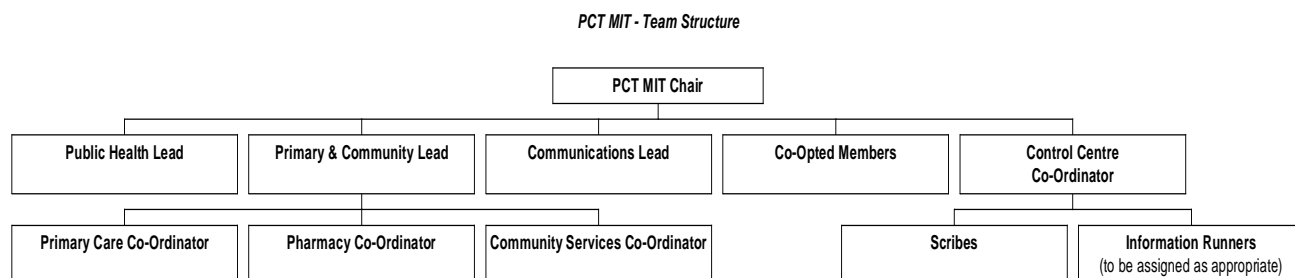 PCT MIT - Team Structure
PCT MIT Chair
Public Health Lead
Primary & Community Lead
Communications Lead
Co-Opted Members
Control Centre
Co-Ordinator
Primary Care Co-Ordinator
Pharmacy Co-Ordinator
Community Services Co-Ordinator
Scribes
Information Runners
(to be assigned as appropriate)